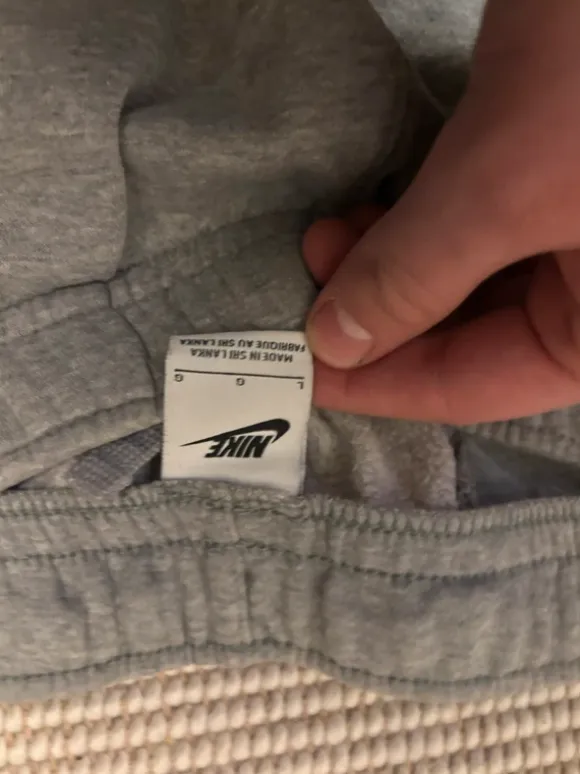 NIKE
L G G
MADE IN SRI LANKA
FABRIQUE AU SRI LANKA